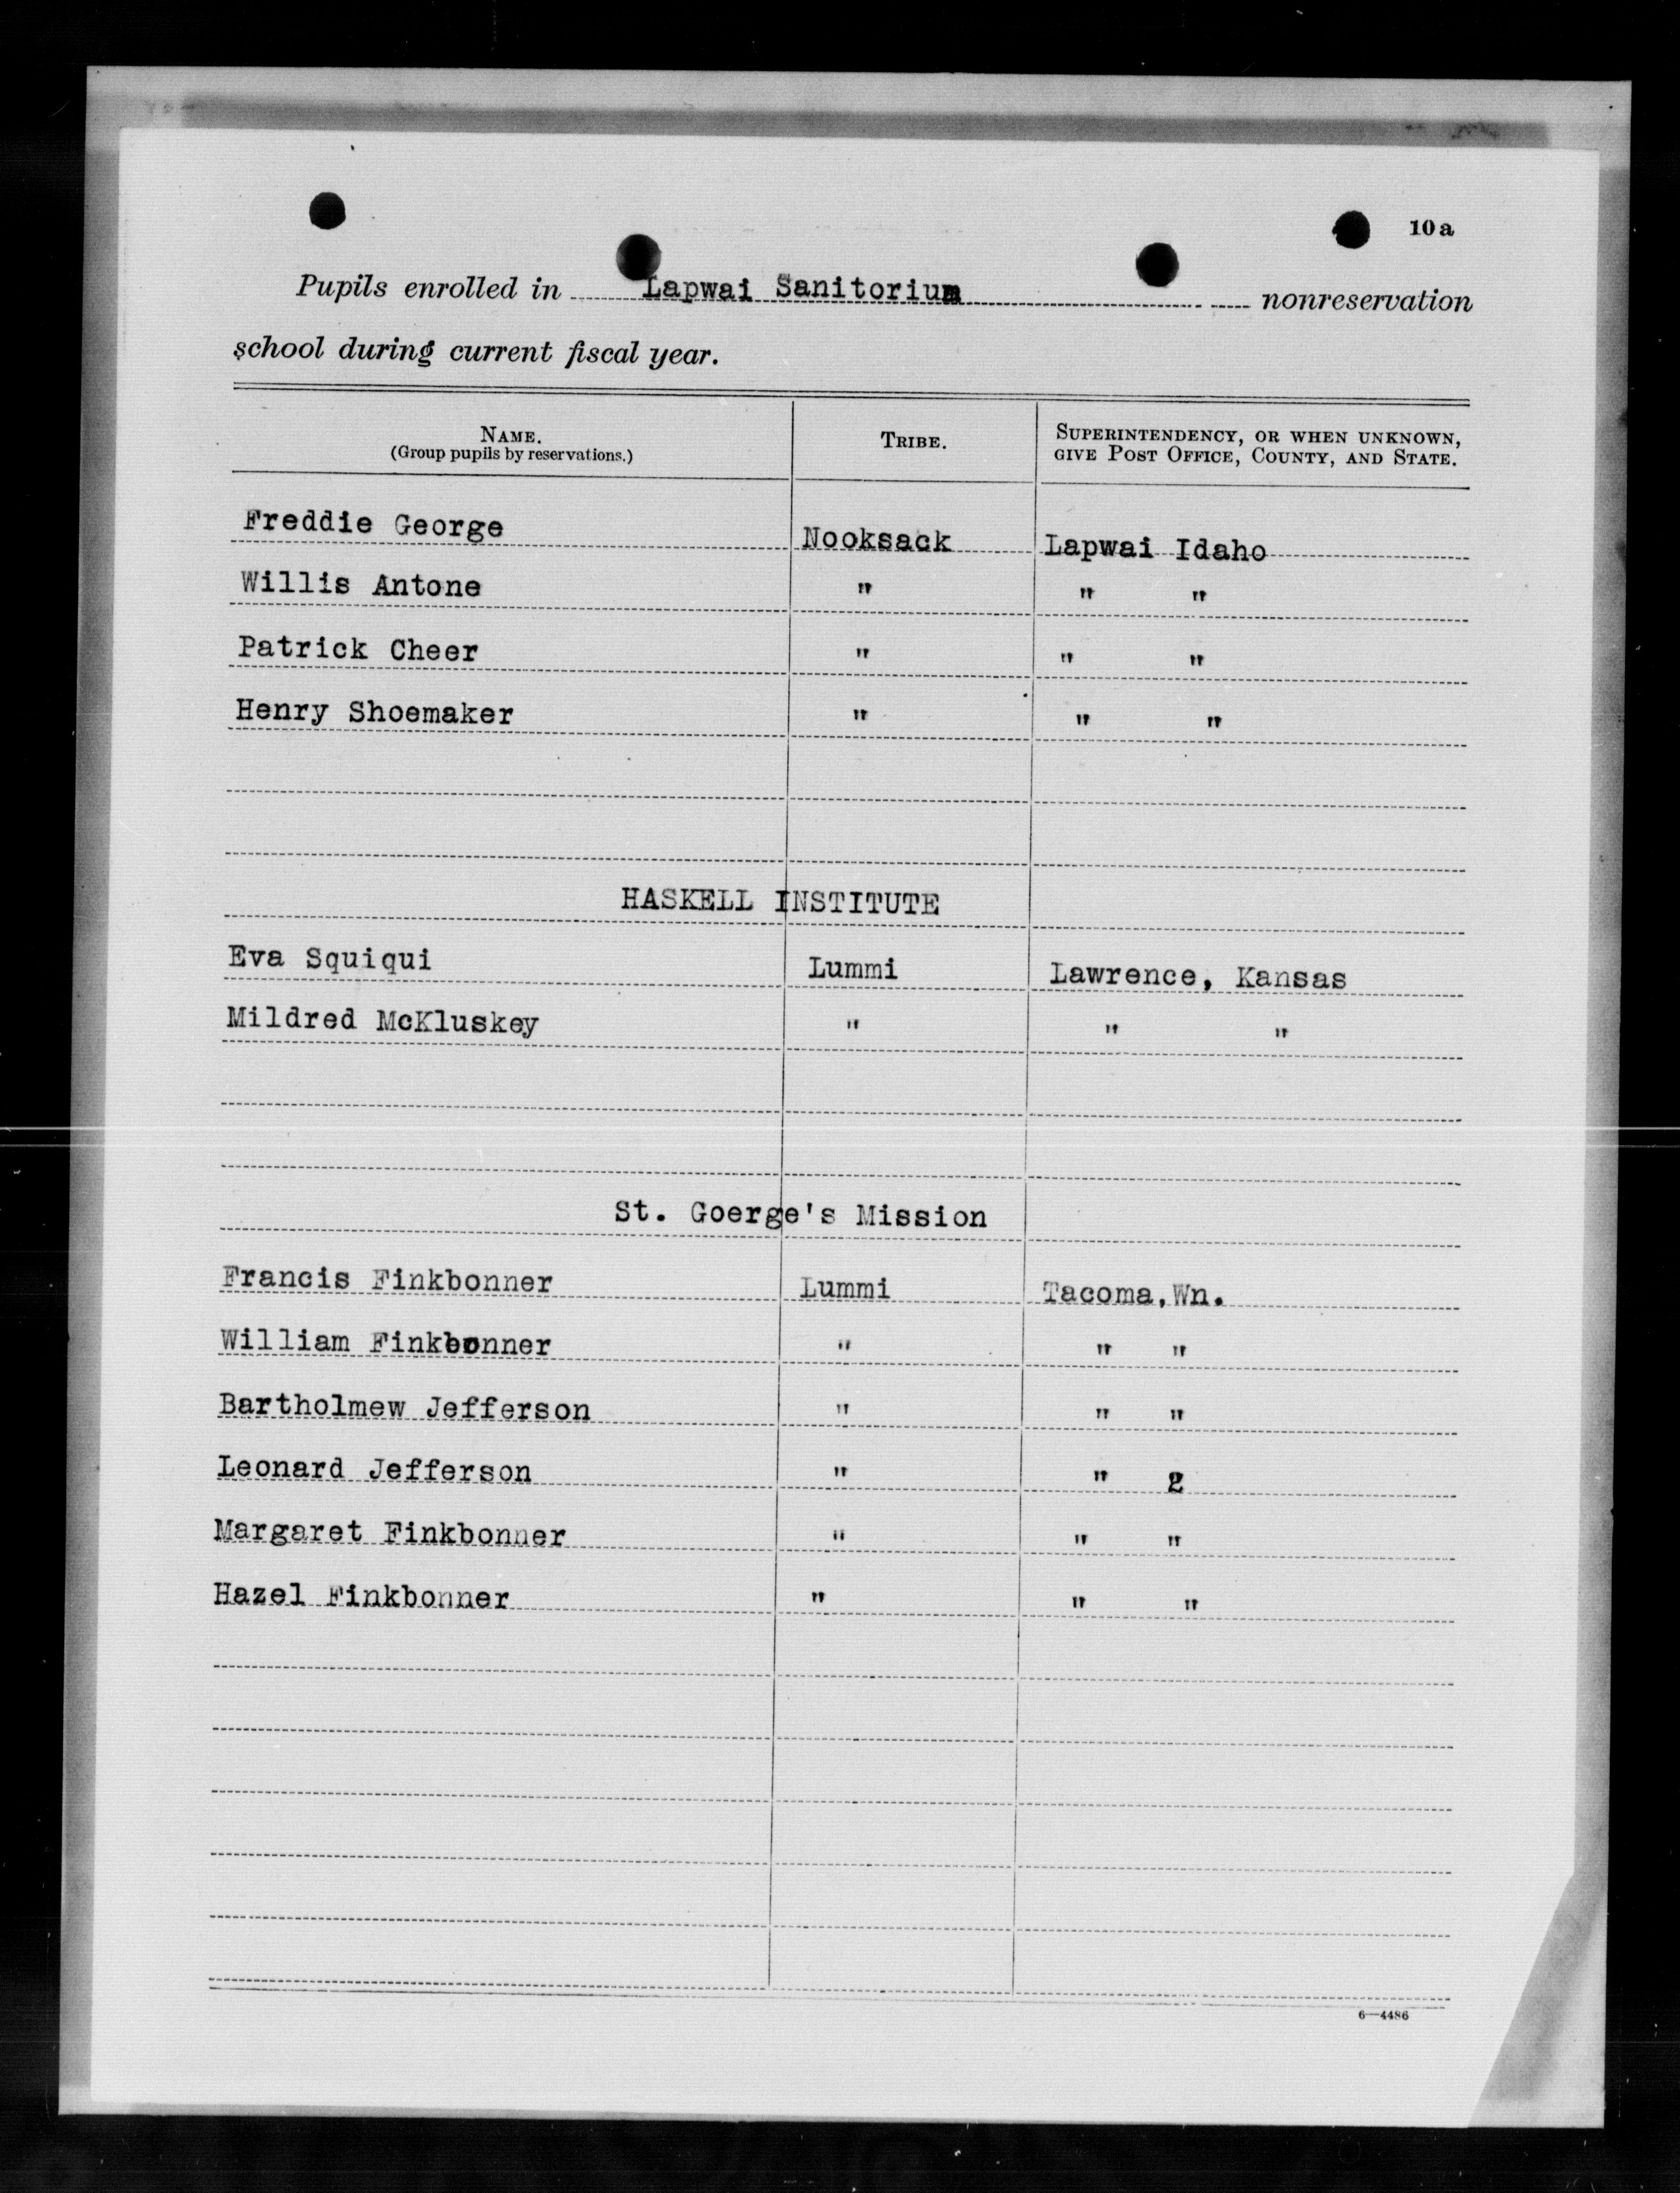 10a
Pupils enrolled in Lapwai Sanitorium nonreservation
school during current fiscal year.
NAME. TRIBE. SUPERINTENDENCY, OR WHEN UNKNOWN,
(Group pupils by reservations.) GIVE POST OFFICE, COUNTY, AND STATE.
Freddie George Nooksack Lapwai Idaho
Willis Antone " " "
Patrick Cheer " " "
Henry Shoemaker " " "
HASKELL INSTITUTE
Eva Squiqui Lummi Lawrence, Kansas
Mildred McKluskey " " "
St. Goerge's Mission
Francis Finkbonner Lummi Tacoma,Wn.
William Finkbonner " " "
Bartholmew Jefferson " " "
Leonard Jefferson " " "
Margaret Finkbonner " " "
Hazel Finkbonner " " "
6—4486